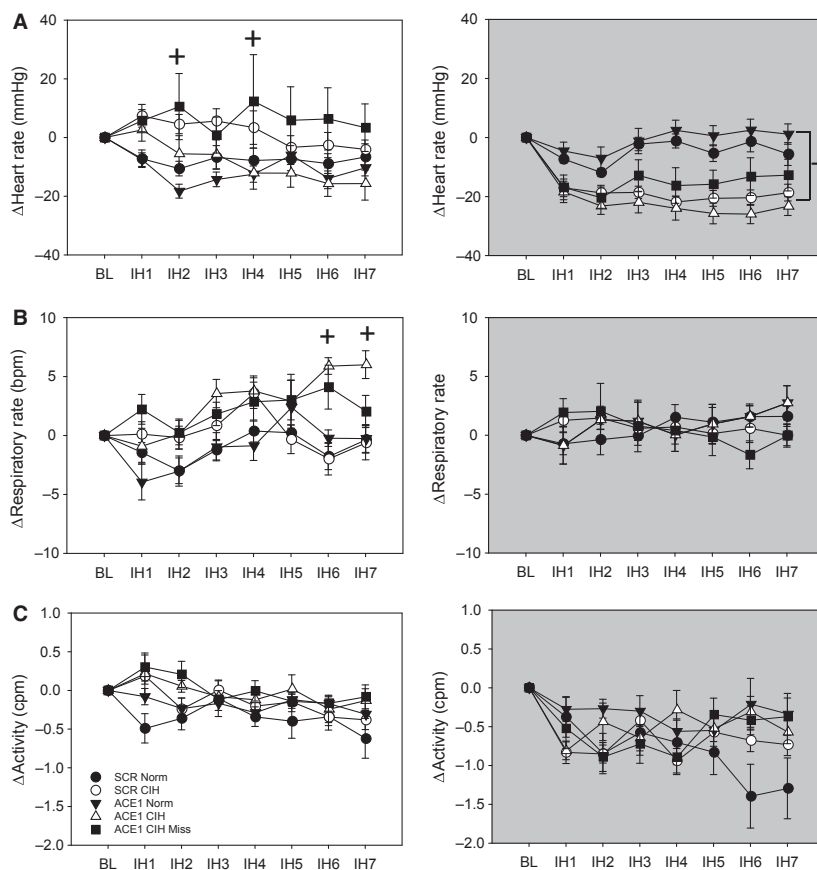 A
ΔHeart rate (mmHg)
40
20
0
−20
−40
BL IH1 IH2 IH3 IH4 IH5 IH6 IH7
+ +
ΔHeart rate (mmHg)
40
20
0
−20
−40
BL IH1 IH2 IH3 IH4 IH5 IH6 IH7
B
ΔRespiratory rate (bpm)
10
5
0
−5
−10
BL IH1 IH2 IH3 IH4 IH5 IH6 IH7
+ +
ΔRespiratory rate
10
5
0
−5
−10
BL IH1 IH2 IH3 IH4 IH5 IH6 IH7
C
ΔActivity (cpm)
1.0
0.5
0.0
−0.5
−1.0
−1.5
−2.0
SCR Norm
SCR CIH
ACE1 Norm
ACE1 CIH
ACE1 CIH Miss
BL IH1 IH2 IH3 IH4 IH5 IH6 IH7
ΔActivity (cpm)
1.0
0.5
0.0
−0.5
−1.0
−1.5
−2.0
BL IH1 IH2 IH3 IH4 IH5 IH6 IH7